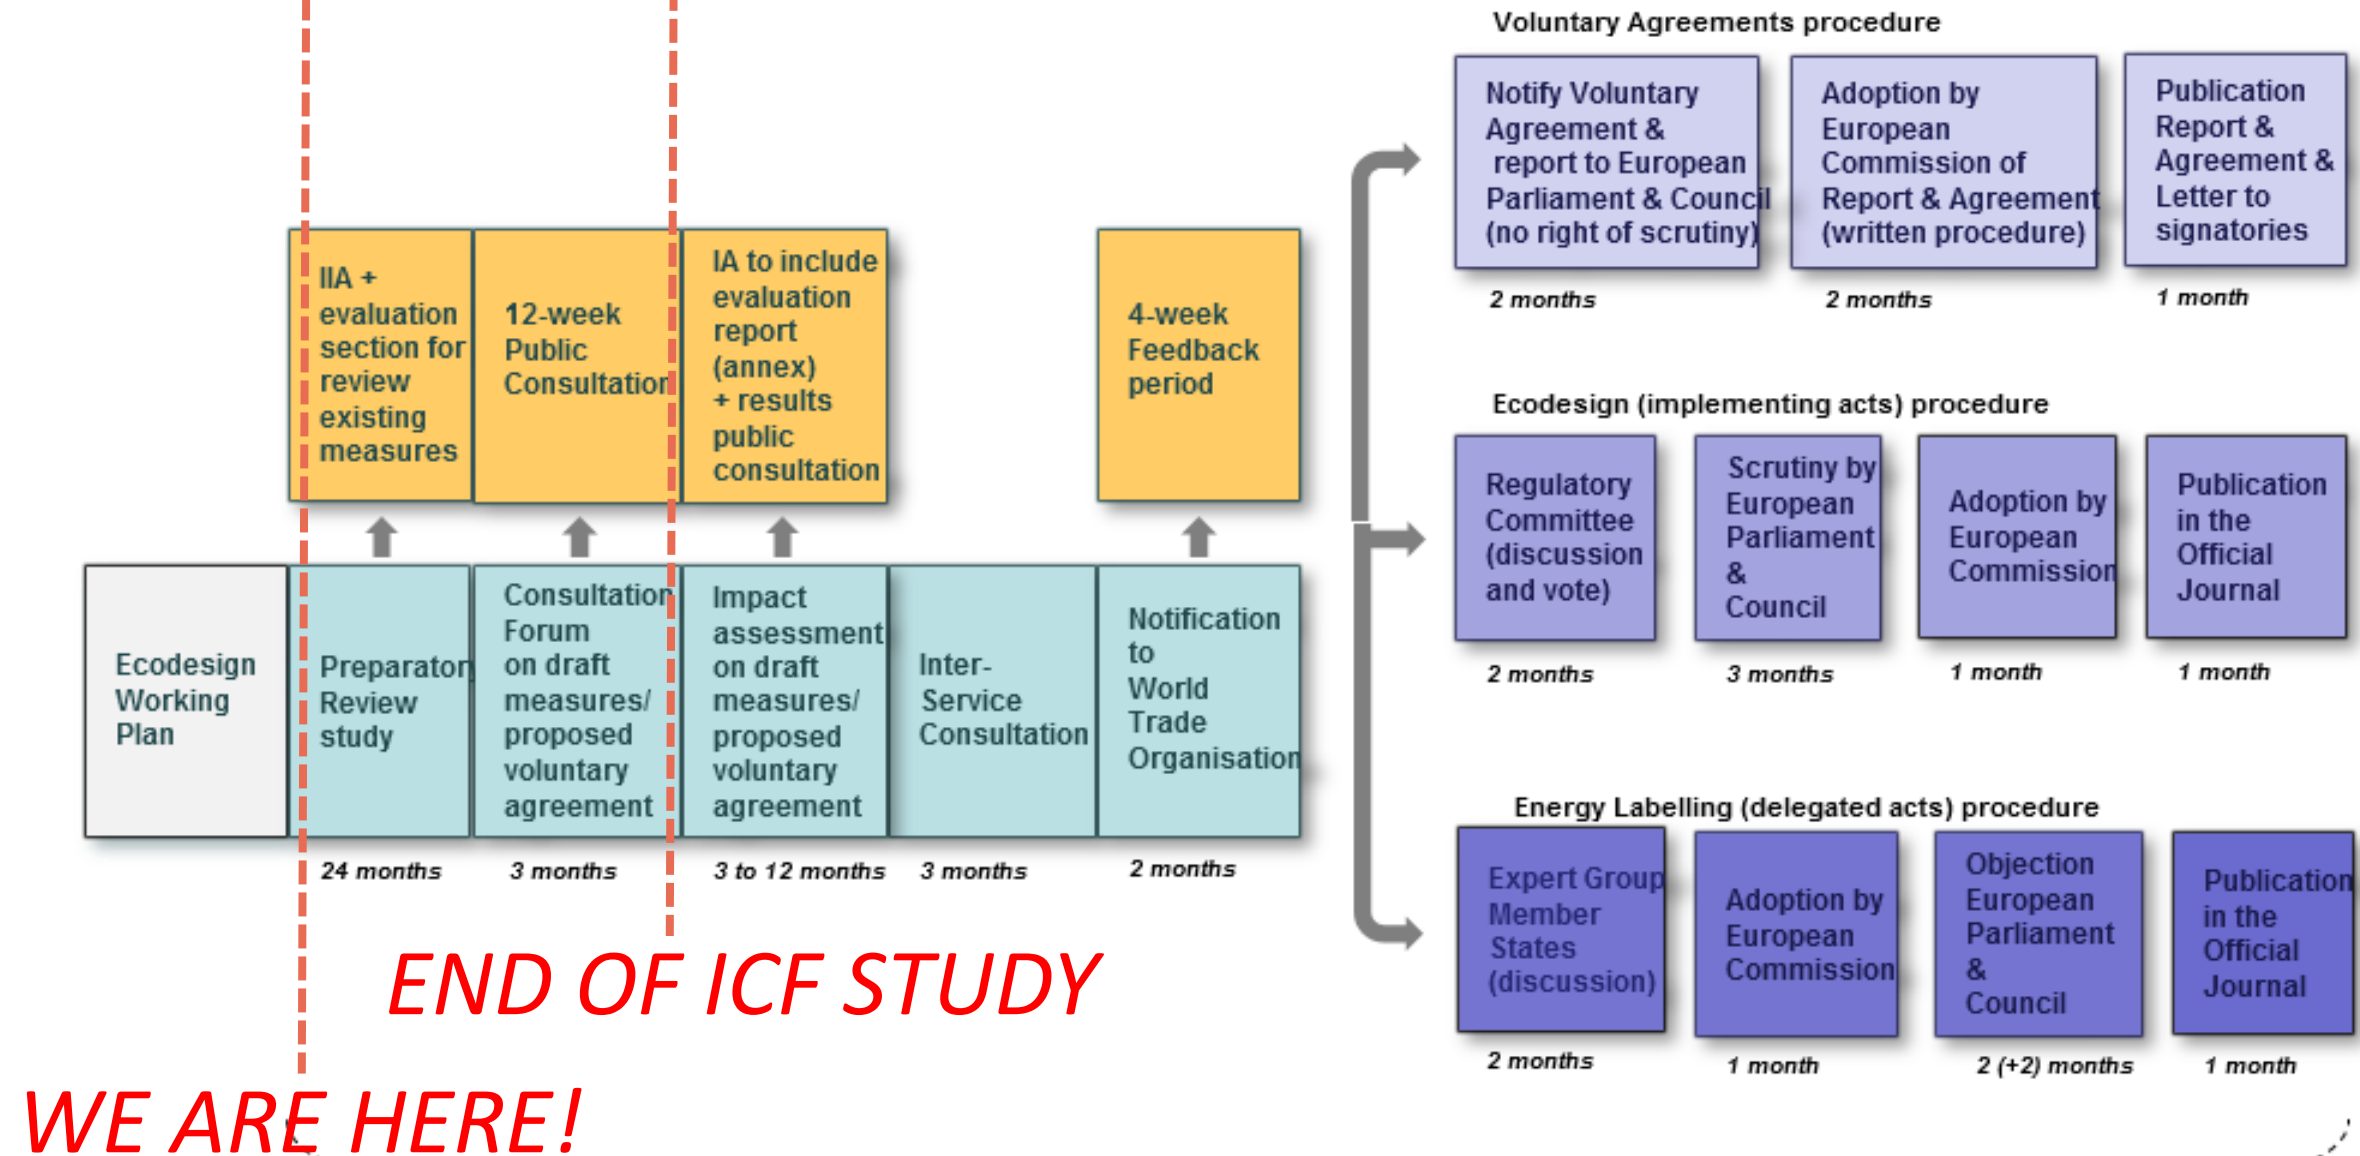 Voluntary Agreements procedure
Notify Voluntary
Agreement &
report to European
Parliament & Council
(no right of scrutiny)
2 months
Adoption by
European
Commission of
Report & Agreement
(written procedure)
2 months
Publication
Report &
Agreement &
Letter to
signatories
1 month
IIA +
evaluation
section for
review
existing
measures
12-week
Public
Consultation
IA to include
evaluation
report
(annex)
+ results
public
consultation
4-week
Feedback
period
Ecodesign (implementing acts) procedure
Regulatory
Committee
(discussion
and vote)
2 months
Scrutiny by
European
Parliament
&
Council
3 months
Adoption by
European
Commission
1 month
Publication
in the
Official
Journal
1 month
Ecodesign
Working
Plan
Preparatory
Review
study
24 months
Consultation
Forum
on draft
measures/
proposed
voluntary
agreement
3 months
Impact
assessment
on draft
measures/
proposed
voluntary
agreement
3 to 12 months
Inter-
Service
Consultation
3 months
Notification
to
World
Trade
Organisation
2 months
Energy Labelling (delegated acts) procedure
Expert Group
Member
States
(discussion)
2 months
Adoption by
European
Commission
1 month
Objection
European
Parliament
&
Council
2 (+2) months
Publication
in the
Official
Journal
1 month
END OF ICF STUDY
WE ARE HERE!